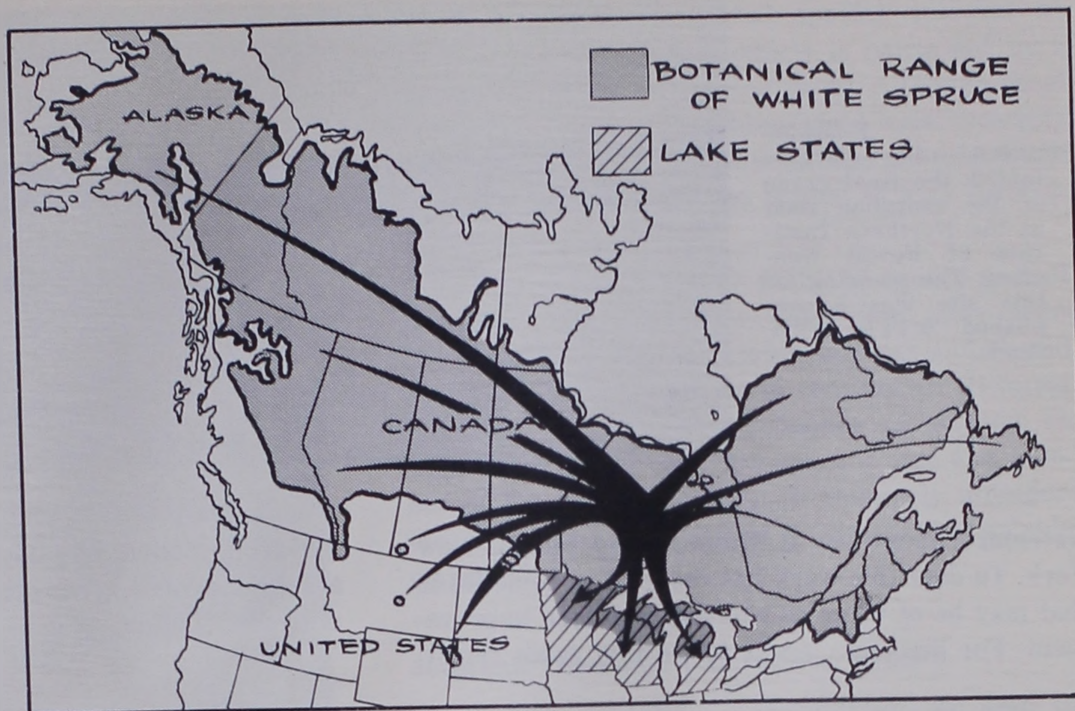 ALASKA
BOTANICAL RANGE
OF WHITE SPRUCE
LAKE STATES
CANADA
UNITED STATES